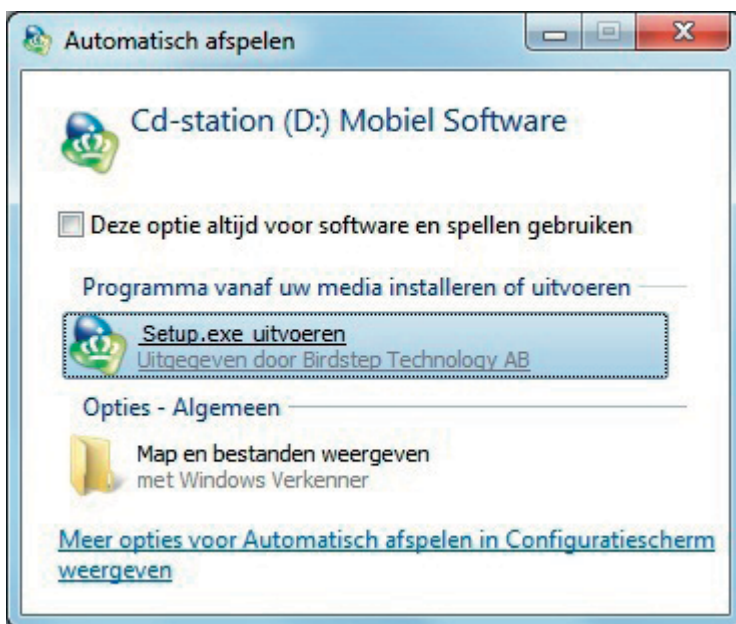 Automatisch afspelen
Cd-station (D:) Mobiel Software
Deze optie altijd voor software en spellen gebruiken
Programma vanaf uw media installeren of uitvoeren
Setup.exe uitvoeren
Uitgegeven door Birdstep Technology AB
Opties - Algemeen
Map en bestanden weergeven
met Windows Verkenner
Meer opties voor Automatisch afspelen in Configuratiescherm
weergeven